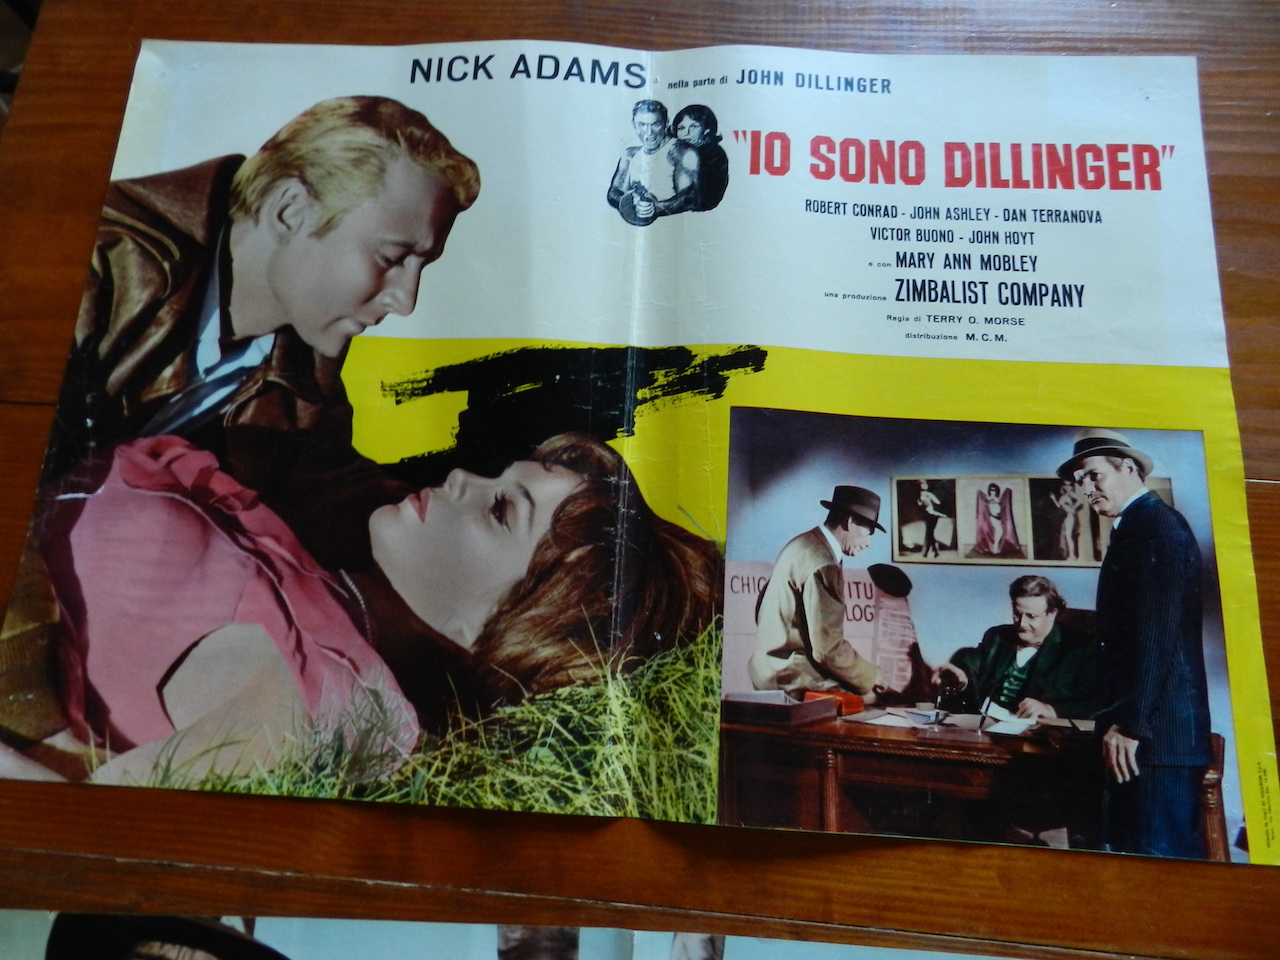 NICK ADAMS nella parte di JOHN DILLINGER
"IO SONO DILLINGER"
ROBERT CONRAD - JOHN ASHLEY - DAN TERRANOVA
VICTOR BUONO - JOHN HOYT
e con MARY ANN MOBLEY
una produzione ZIMBALIST COMPANY
Regia di TERRY O. MORSE
distribuzione M.C.M.
CHIC ITU
LOG